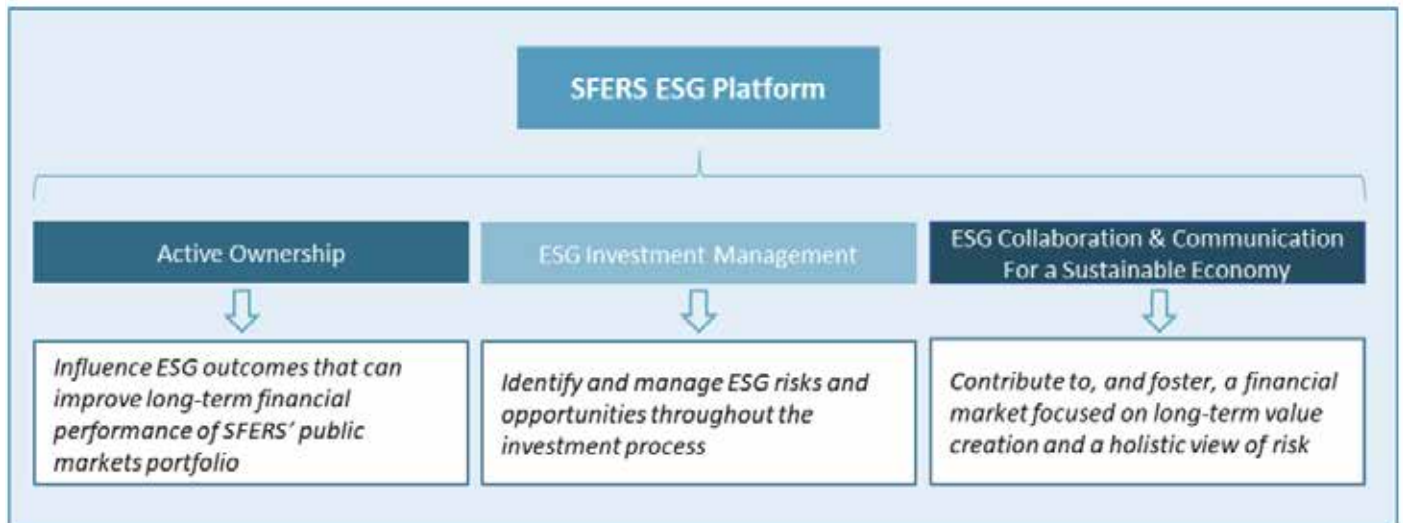 SFERS ESG Platform
Active Ownership
ESG Investment Management
ESG Collaboration & Communication
For a Sustainable Economy
Influence ESG outcomes that can
improve long-term financial
performance of SFERS' public
markets portfolio
Identify and manage ESG risks and
opportunities throughout the
investment process
Contribute to, and foster, a financial
market focused on long-term value
creation and a holistic view of risk